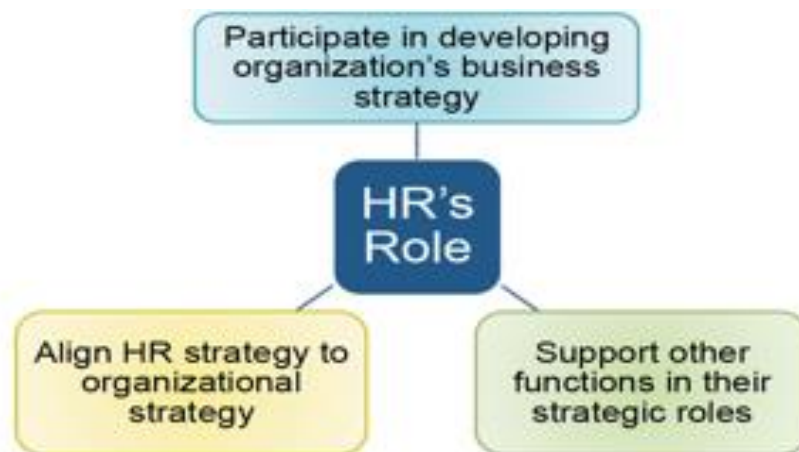 Participate in developing
organization's business
strategy
HR's
Role
Align HR strategy to
organizational
strategy
Support other
functions in their
strategic roles